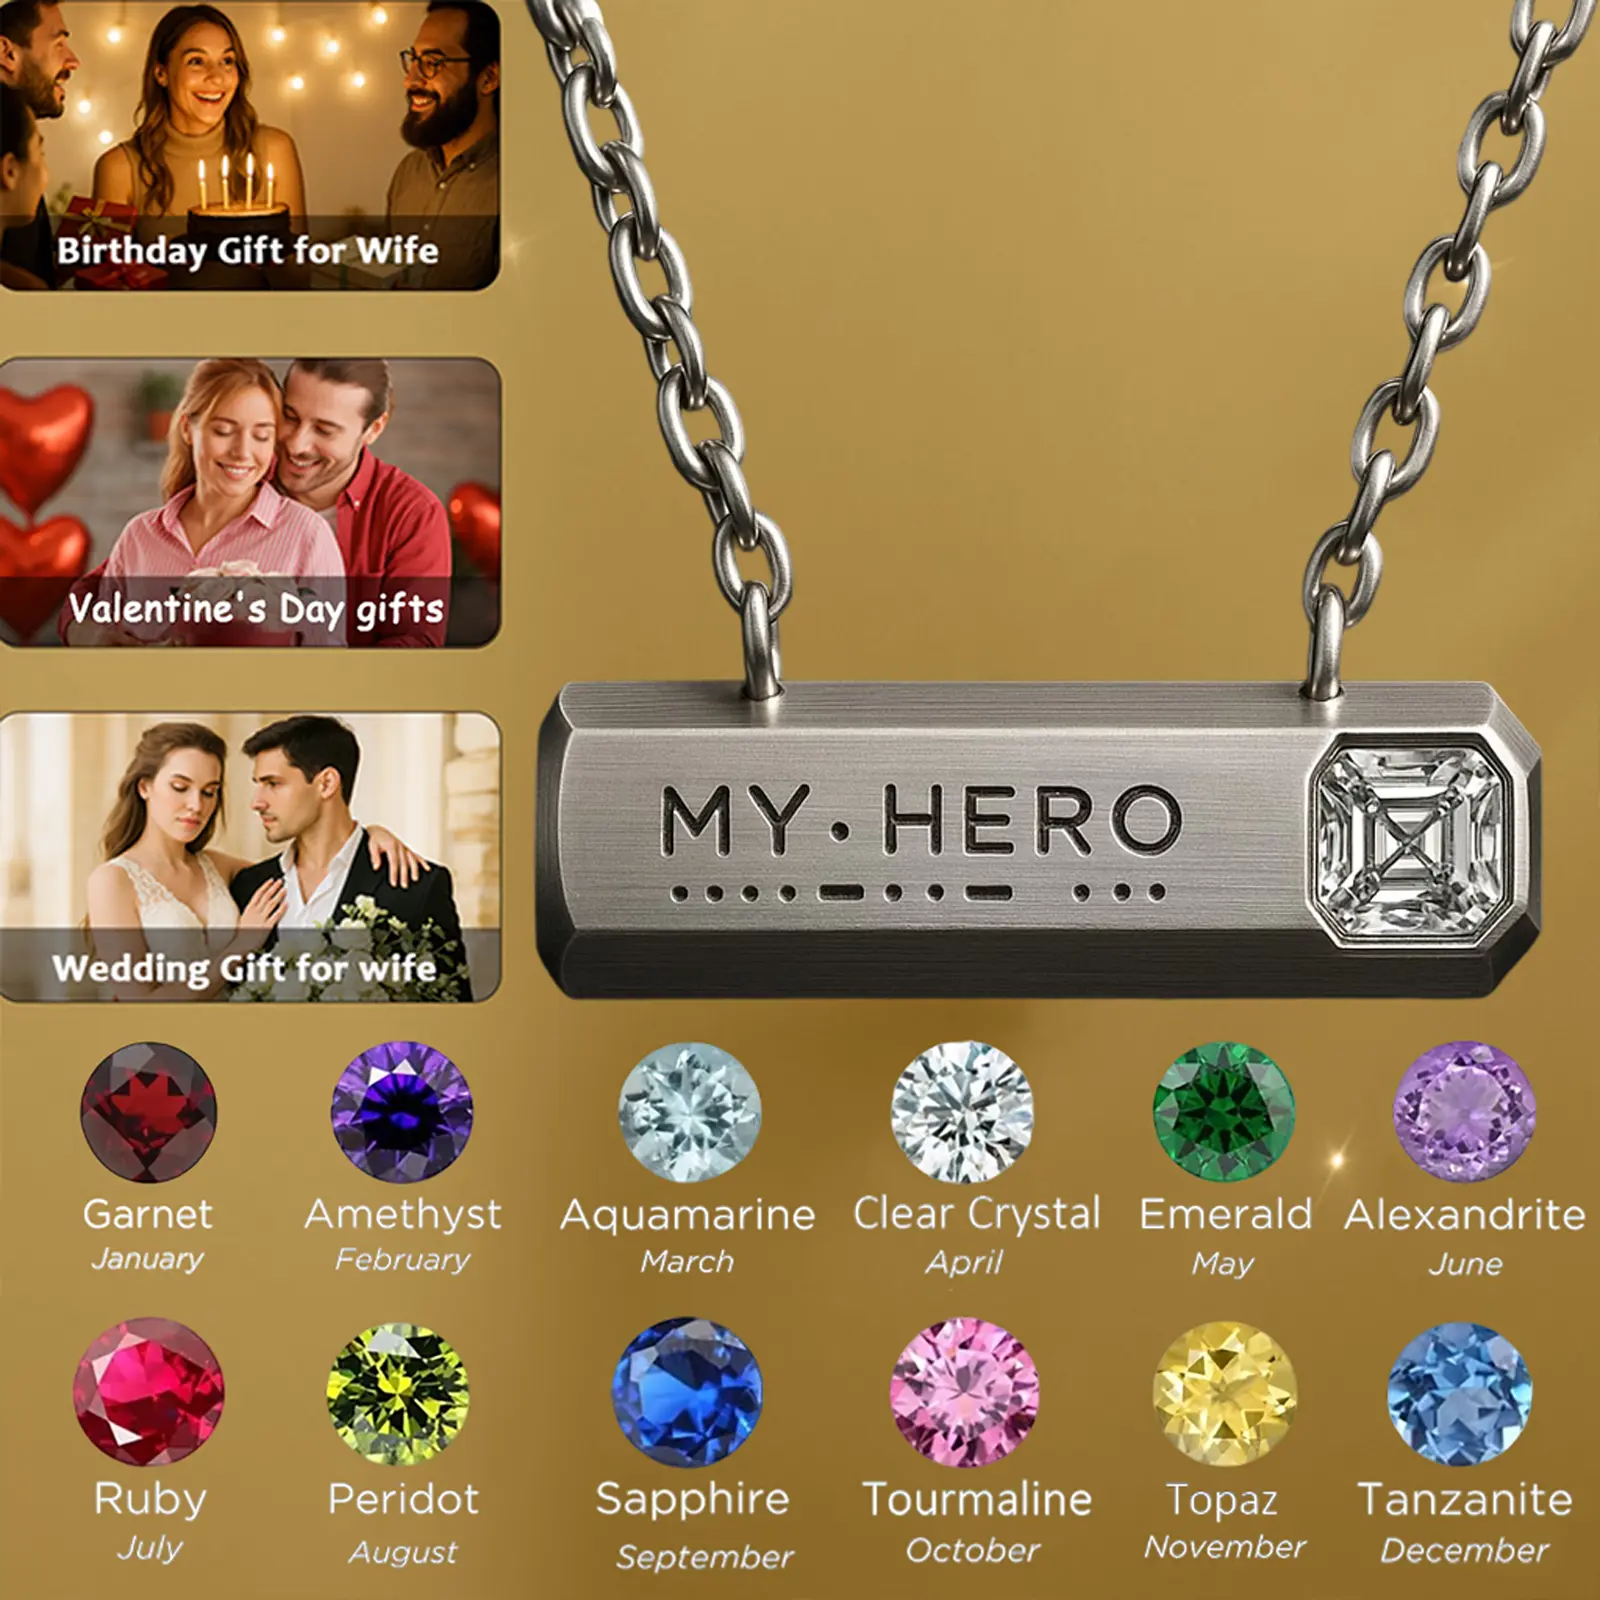 Birthday Gift for Wife
Valentine's Day gifts
Wedding Gift for wife
MY·HERO
Garnet
January
Amethyst
February
Aquamarine
March
Clear Crystal
April
Emerald
May
Alexandrite
June
Ruby
July
Peridot
August
Sapphire
September
Tourmaline
October
Topaz
November
Tanzanite
December